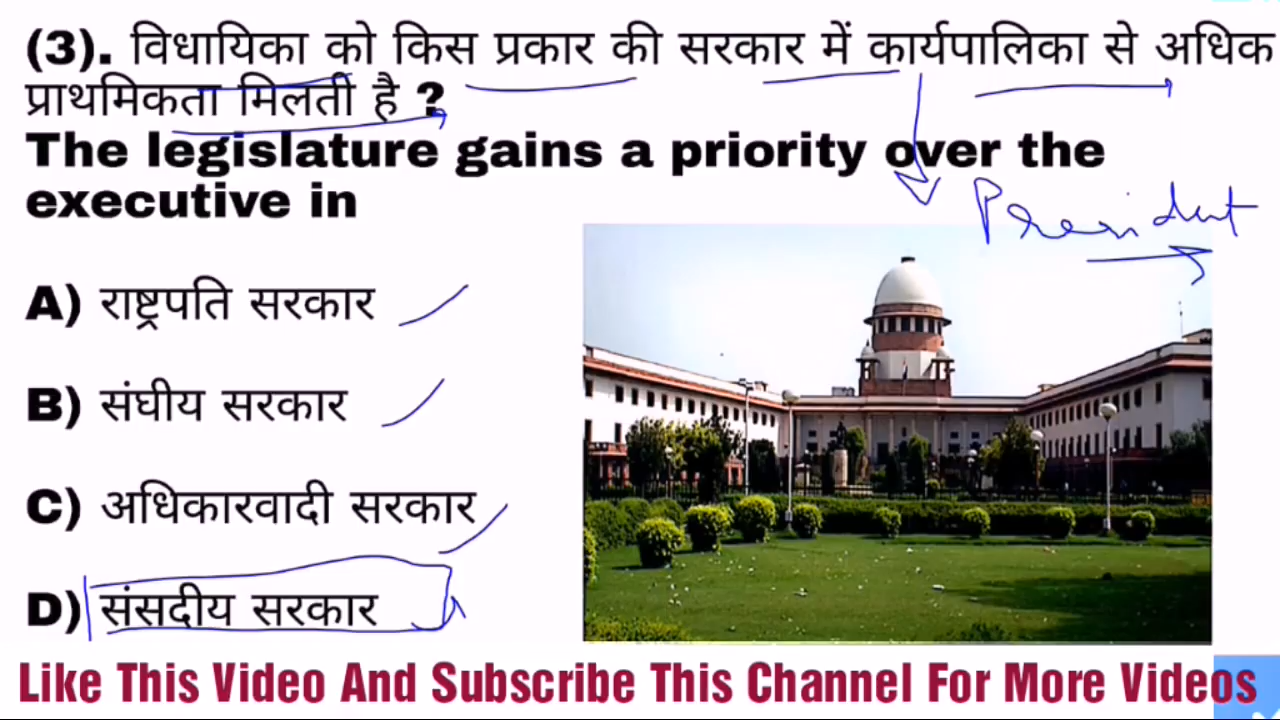 (3). विधायिका को किस प्रकार की सरकार में कार्यपालिका से अधिक
प्राथमिकता मिलती है ?
The legislature gains a priority over the
executive in
President
A) राष्ट्रपति सरकार
B) संघीय सरकार
C) अधिकारवादी सरकार
D) संसदीय सरकार
Like This Video And Subscribe This Channel For More Videos